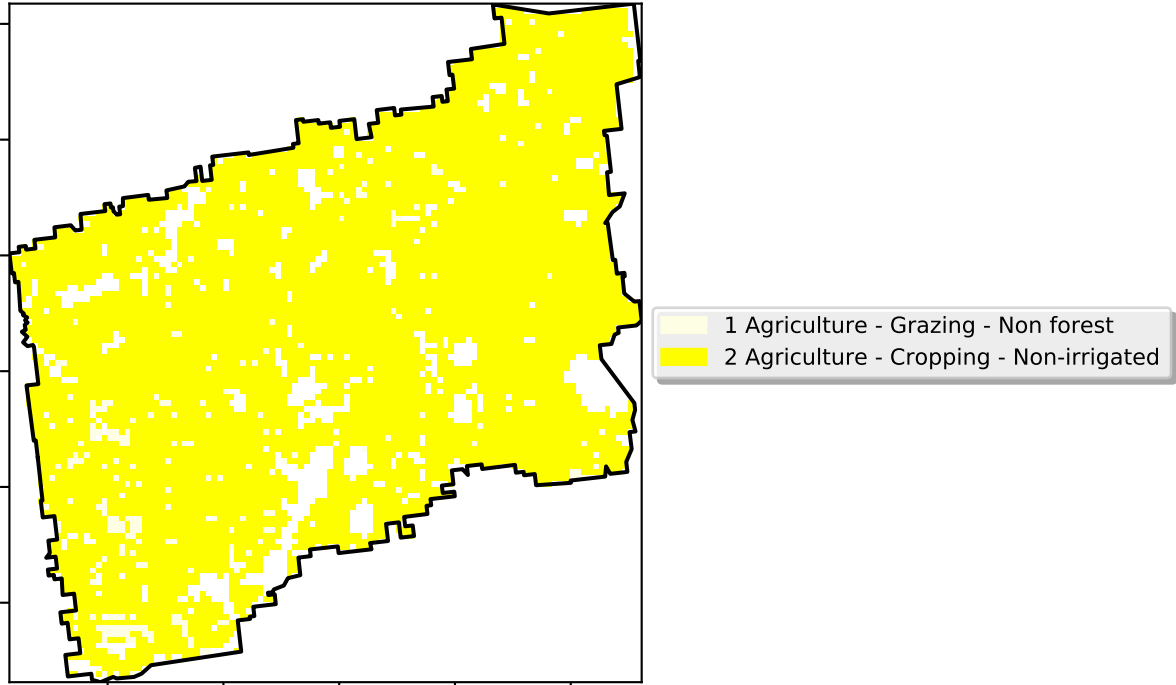 1 Agriculture - Grazing - Non forest
2 Agriculture - Cropping - Non-irrigated